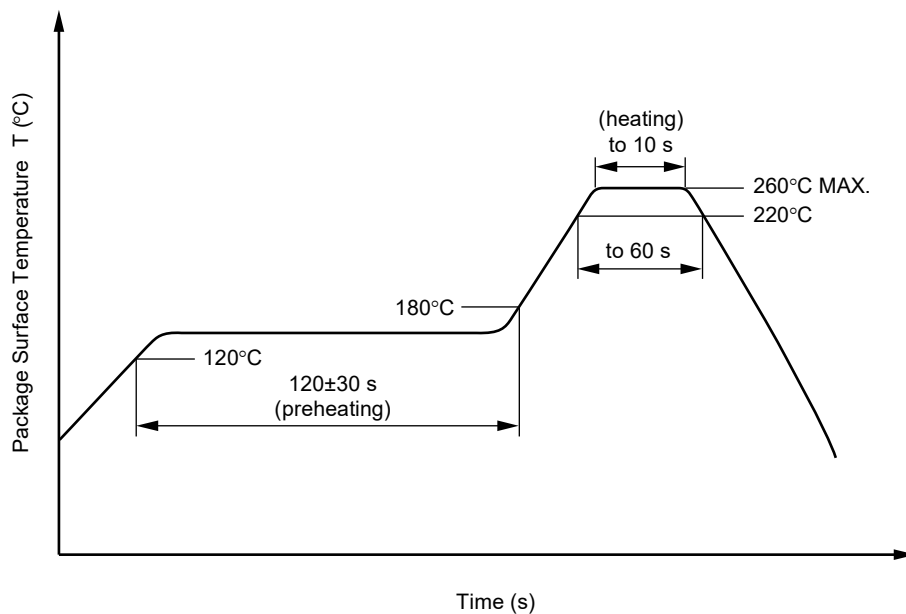 Package Surface Temperature T (°C)
(heating)
to 10 s
260°C MAX.
220°C
to 60 s
180°C
120°C
120±30 s
(preheating)
Time (s)